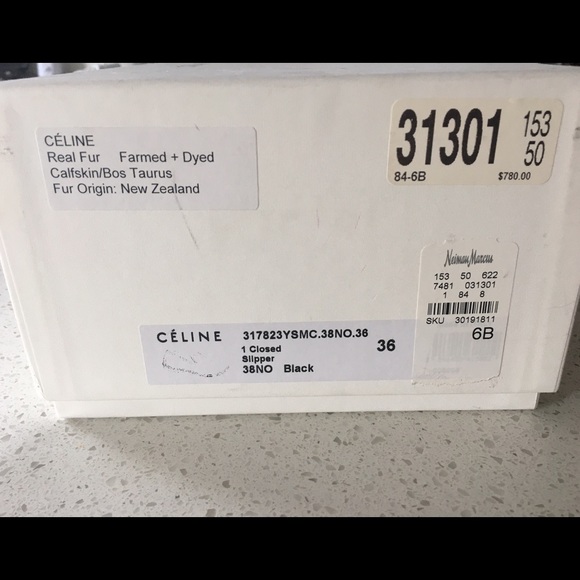 CÉLINE
Real Fur Farmed + Dyed
Calfskin/Bos Taurus
Fur Origin: New Zealand
31301 153
50
84-6B $780.00
Neiman Marcus
153 50 622
7481 031301
1 84 8
SKU 30191811
6B
CÉLINE 317823YSMC.38NO.36
1 Closed
Slipper
36
38NO Black